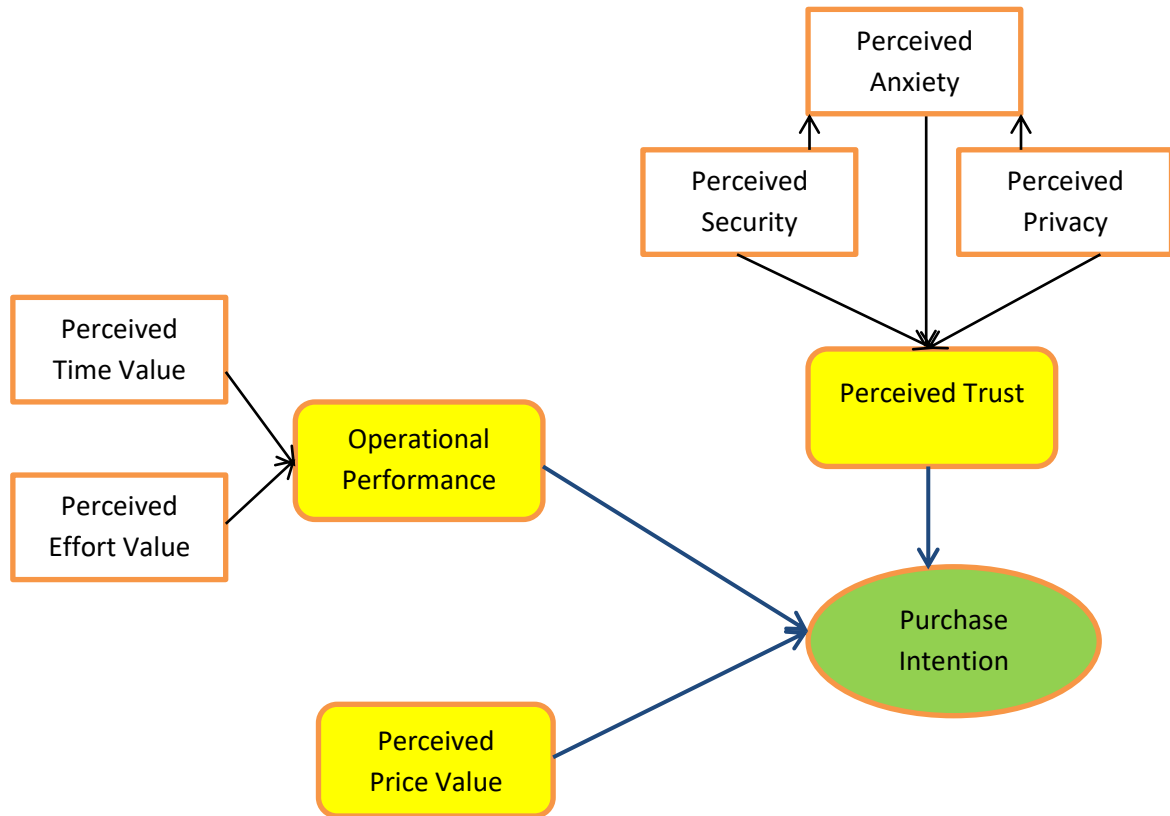 Perceived
Anxiety
Perceived
Security
Perceived
Privacy
Perceived
Time Value
Perceived Trust
Operational
Performance
Perceived
Effort Value
Purchase
Intention
Perceived
Price Value